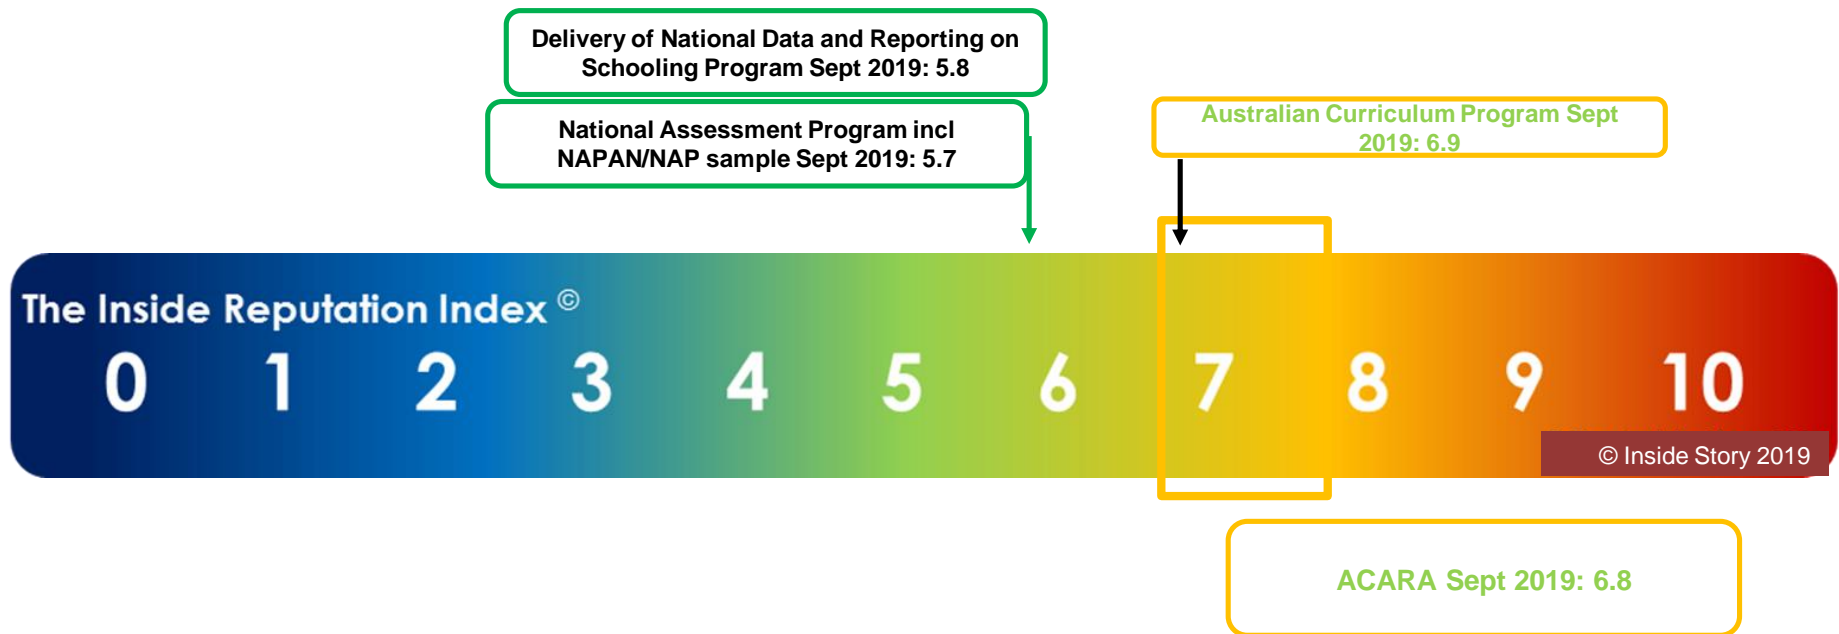 Delivery of National Data and Reporting on
Schooling Program Sept 2019: 5.8
National Assessment Program incl
NAPAN/NAP sample Sept 2019: 5.7
Australian Curriculum Program Sept
2019: 6.9
The Inside Reputation Index ©
0 1 2 3 4 5 6 7 8 9 10
© Inside Story 2019
ACARA Sept 2019: 6.8